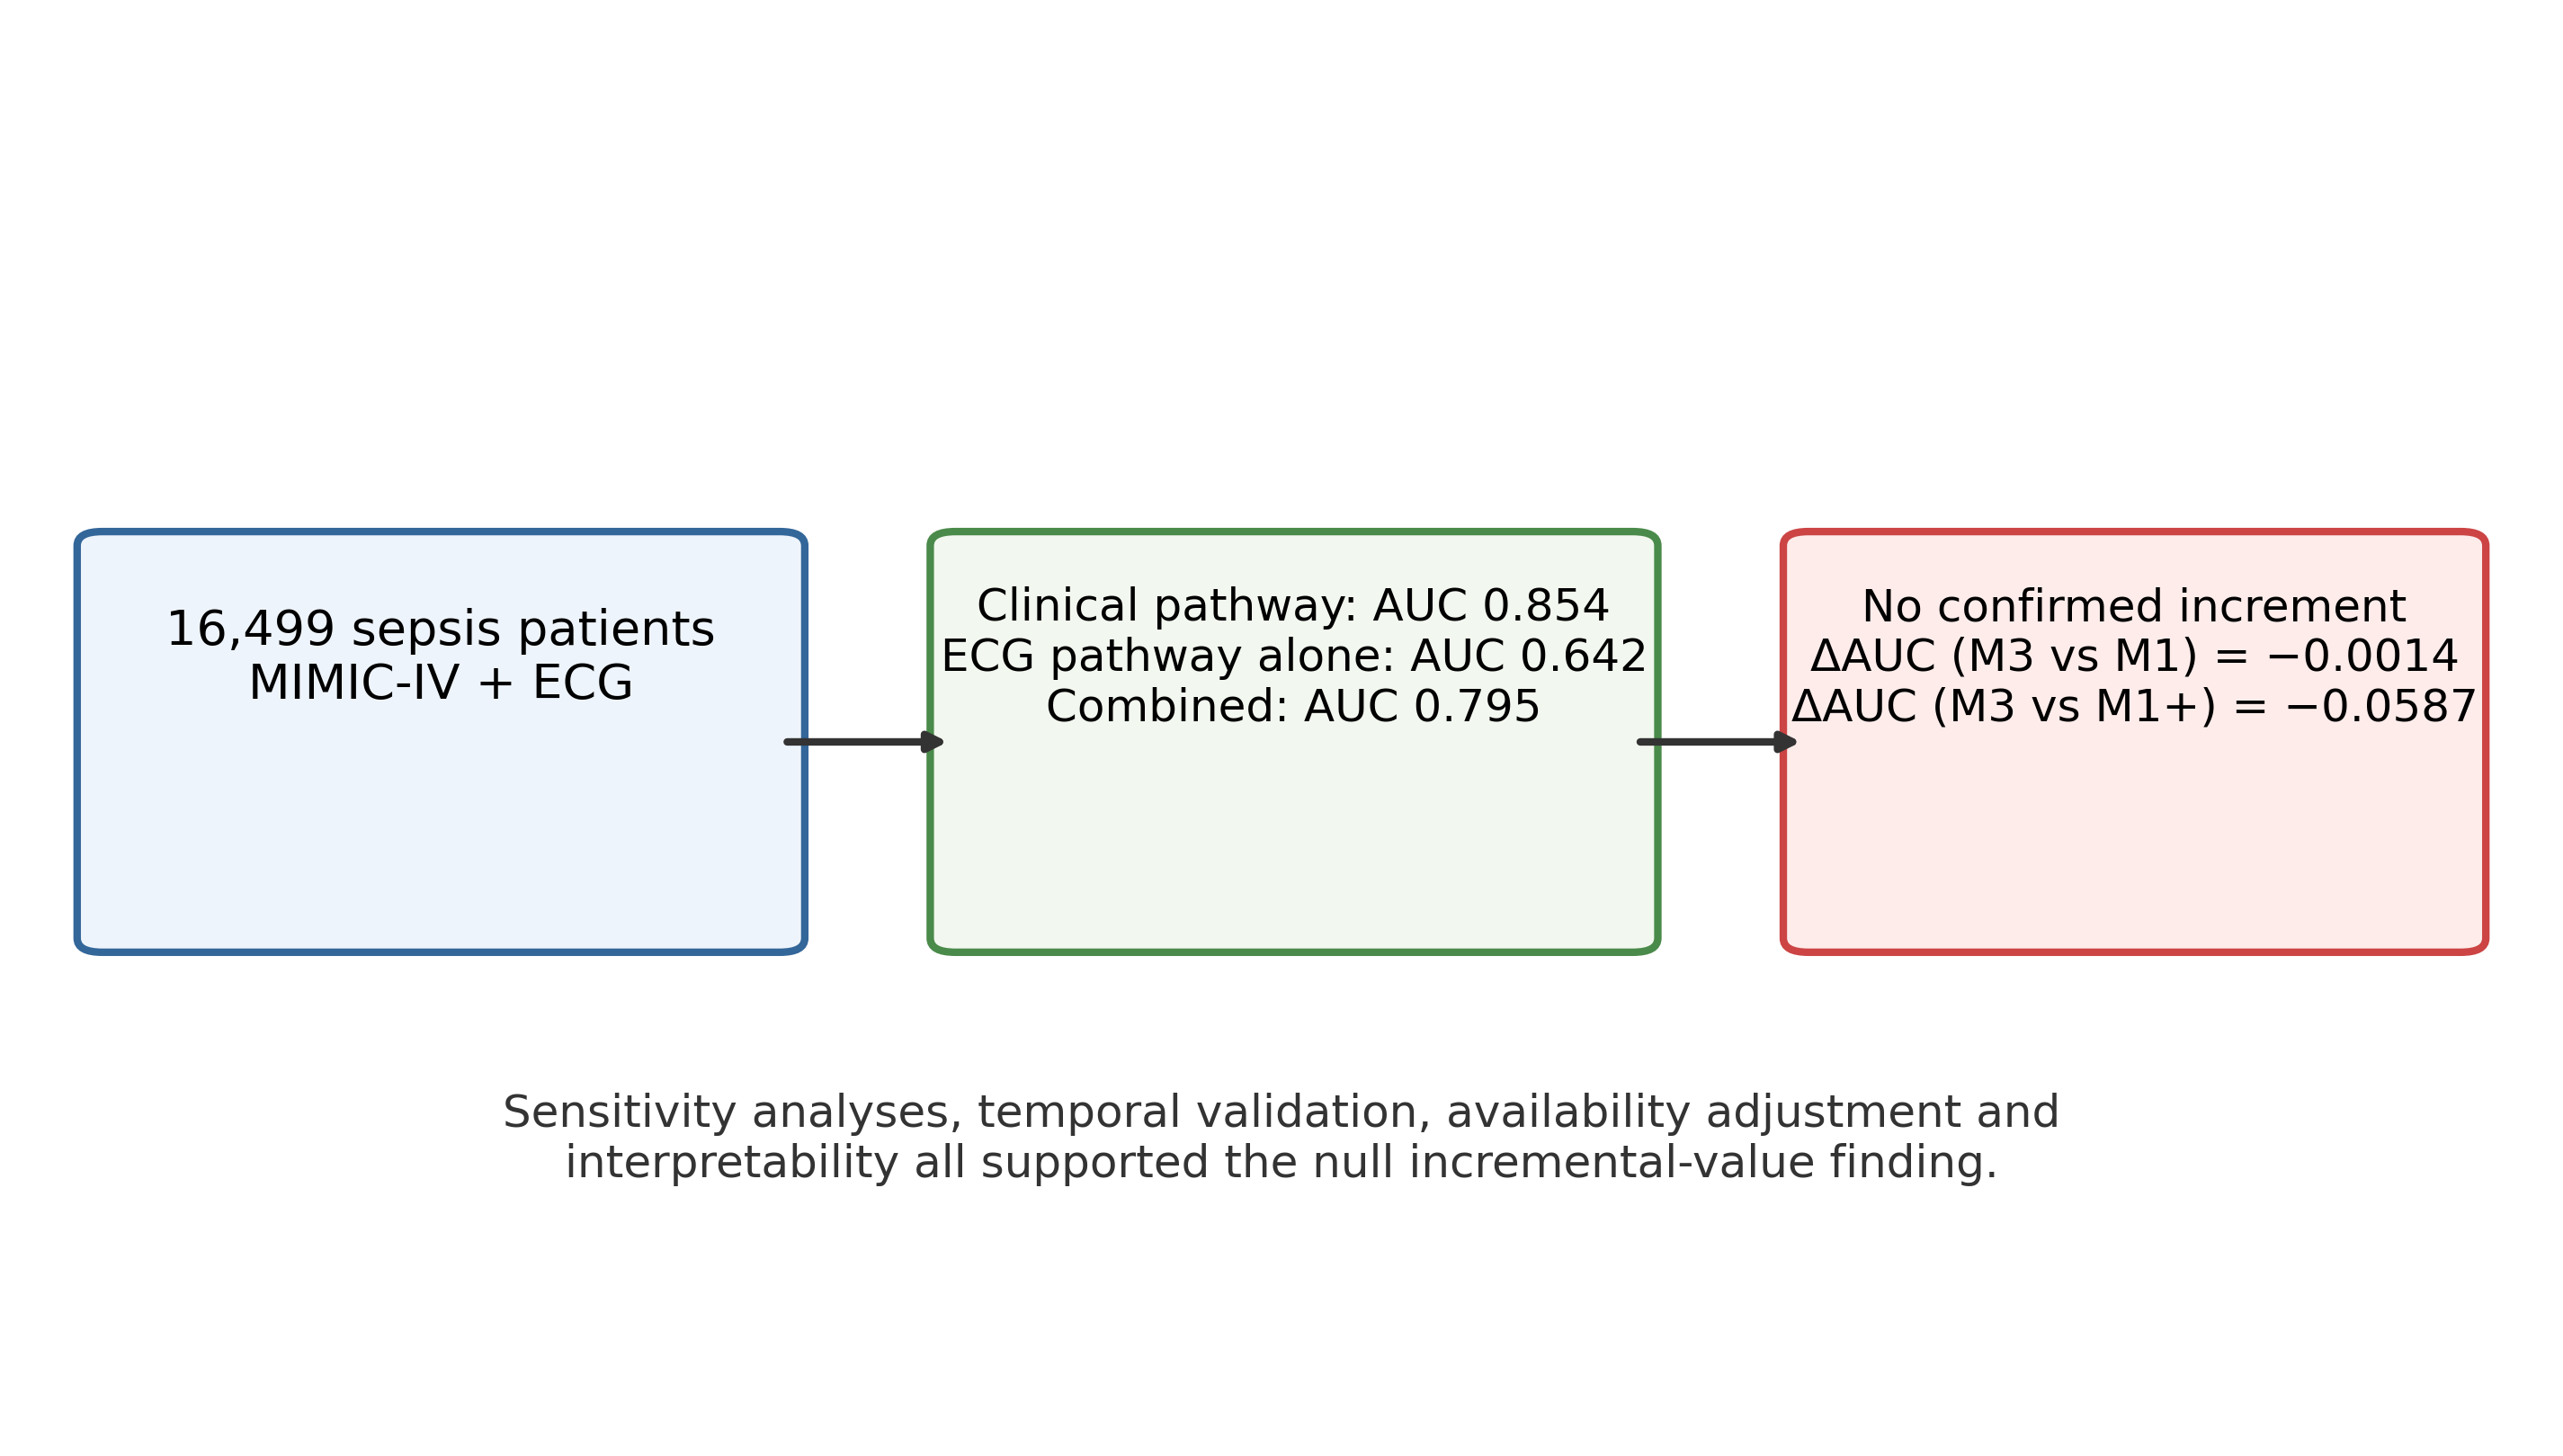 16,499 sepsis patients
MIMIC-IV + ECG
Clinical pathway: AUC 0.854
ECG pathway alone: AUC 0.642
Combined: AUC 0.795
No confirmed increment
ΔAUC (M3 vs M1) = −0.0014
ΔAUC (M3 vs M1+) = −0.0587
Sensitivity analyses, temporal validation, availability adjustment and
interpretability all supported the null incremental-value finding.